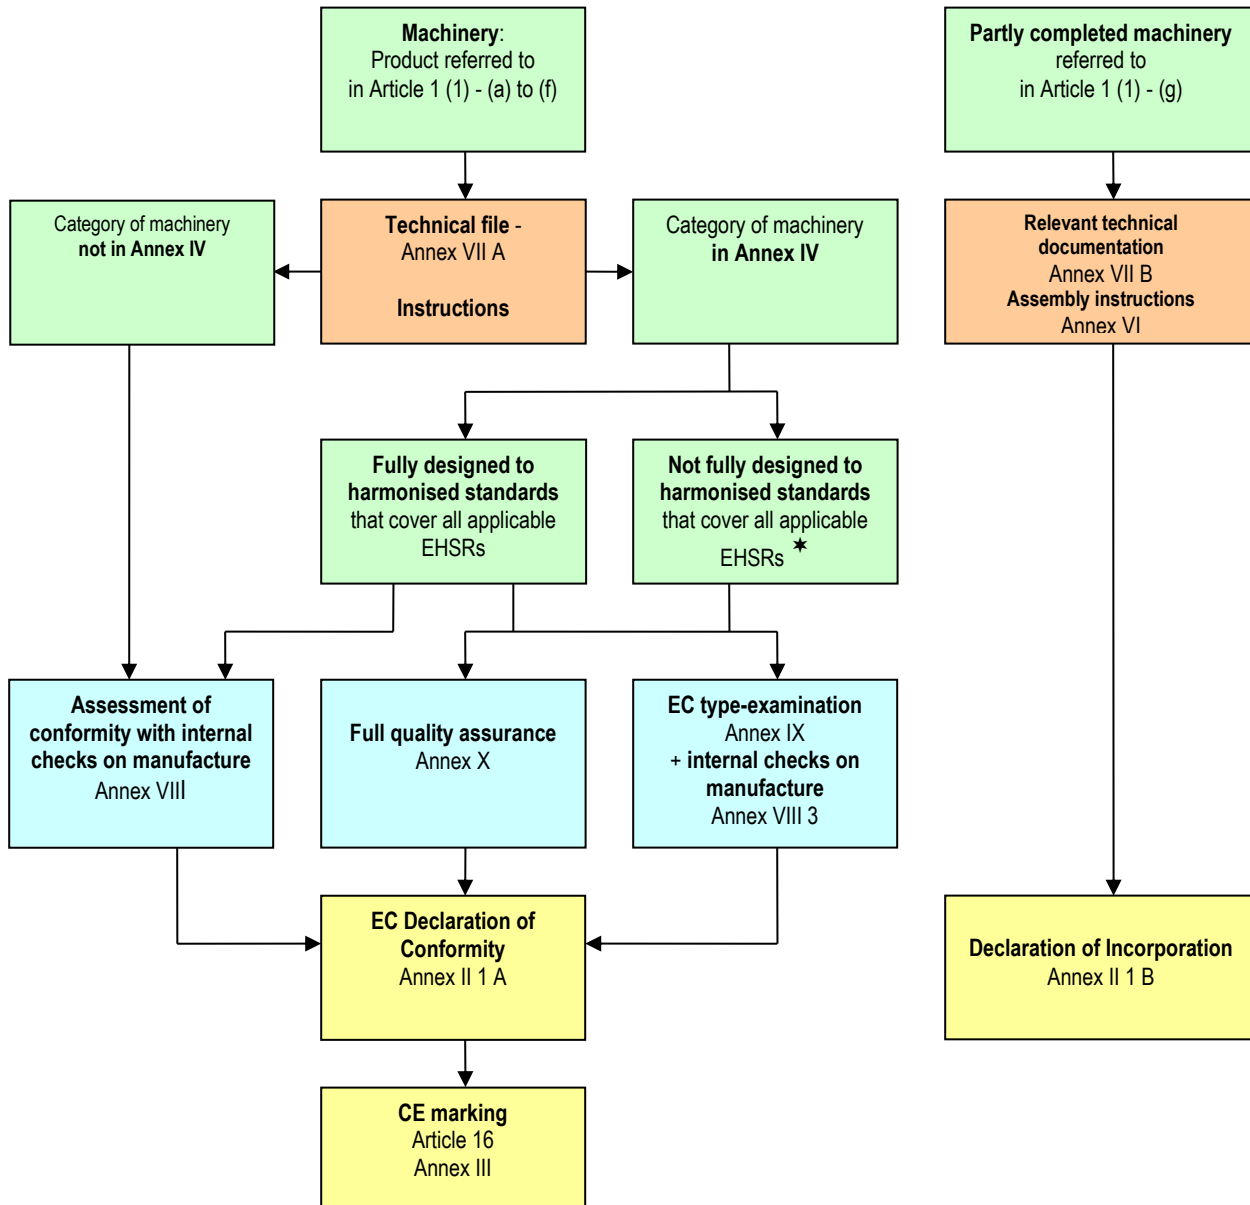 Machinery:
Product referred to
in Article 1 (1) - (a) to (f)
Partly completed machinery
referred to
in Article 1 (1) - (g)
Category of machinery
not in Annex IV
Technical file -
Annex VII A
Instructions
Category of machinery
in Annex IV
Relevant technical
documentation
Annex VII B
Assembly instructions
Annex VI
Fully designed to
harmonised standards
that cover all applicable
EHSRs
Not fully designed to
harmonised standards
that cover all applicable
EHSRs ✶
Assessment of
conformity with internal
checks on manufacture
Annex VIII
Full quality assurance
Annex X
EC type-examination
Annex IX
+ internal checks on
manufacture
Annex VIII 3
EC Declaration of
Conformity
Annex II 1 A
Declaration of Incorporation
Annex II 1 B
CE marking
Article 16
Annex III